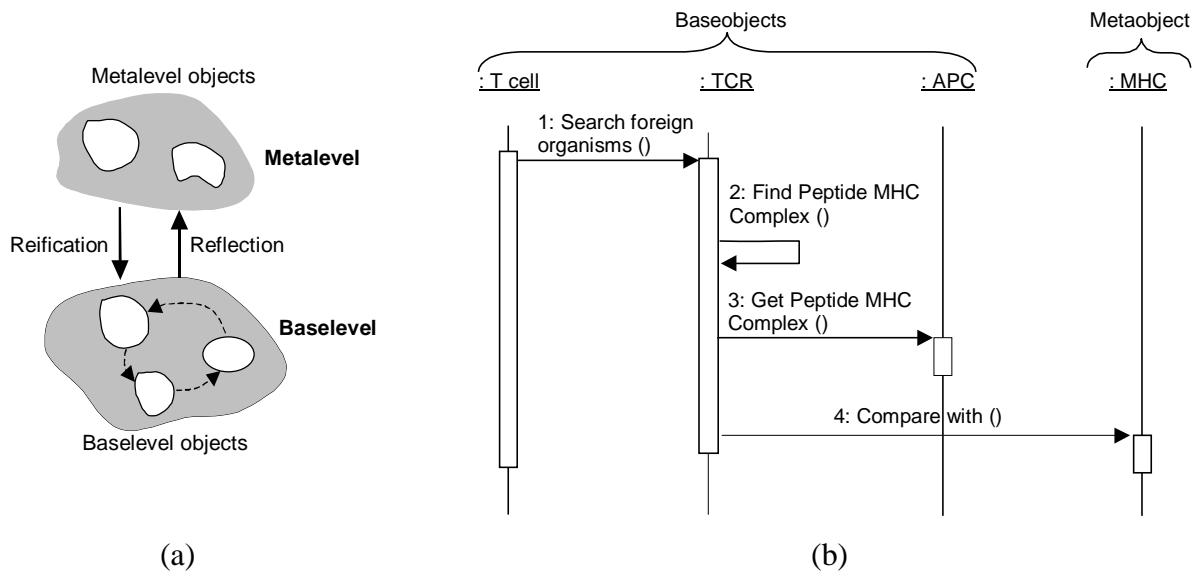 Metalevel objects
Metalevel
Reification
Reflection
Baselevel
Baselevel objects
(a)
Baseobjects
Metaobject
: T cell
: TCR
: APC
: MHC
1: Search foreign
organisms ()
2: Find Peptide MHC
Complex ()
3: Get Peptide MHC
Complex ()
4: Compare with ()
(b)